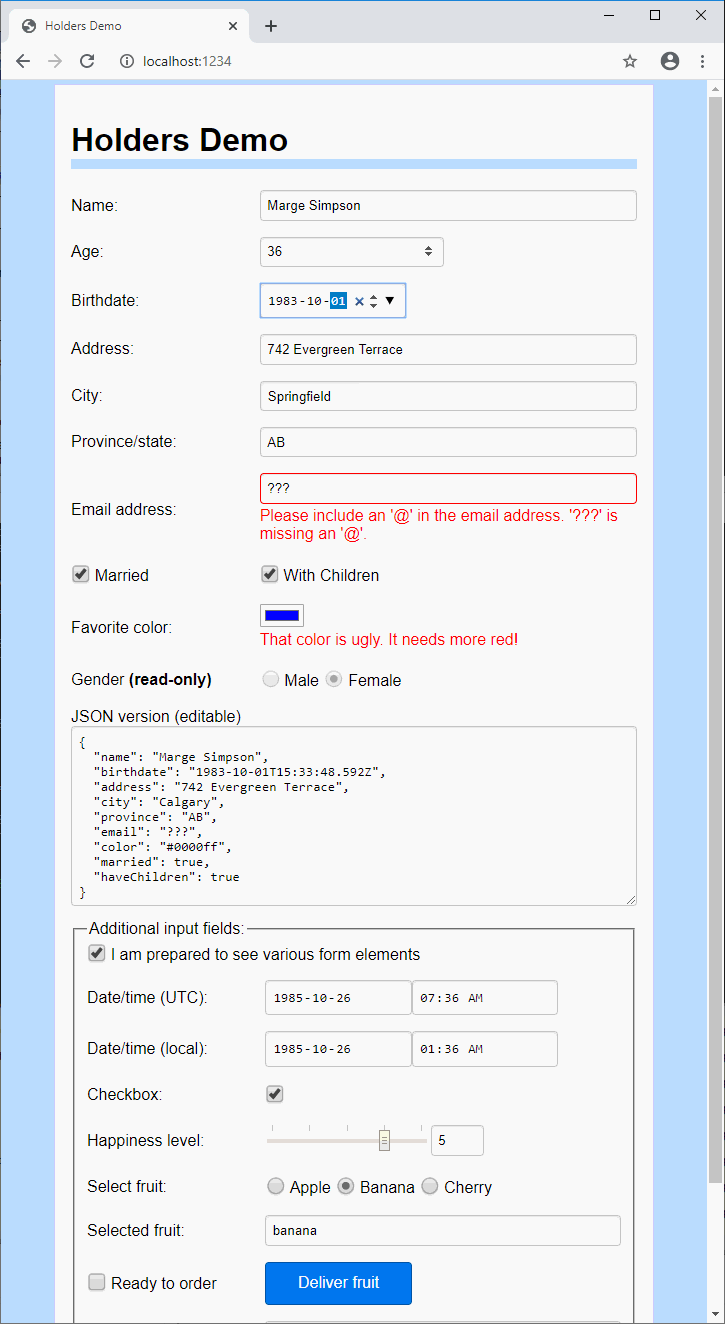 Holders Demo
localhost:1234
Holders Demo
Name: Marge Simpson
Age: 36
Birthdate: 1983-10-01
Address: 742 Evergreen Terrace
City: Springfield
Province/state: AB
???
Email address:
Please include an '@' in the email address. '???' is
missing an '@'.
Married With Children
Favorite color:
That color is ugly. It needs more red!
Gender (read-only) Male Female
JSON version (editable)
{
"name": "Marge Simpson",
"birthdate": "1983-10-01T15:33:48.592Z",
"address": "742 Evergreen Terrace",
"city": "Calgary",
"province": "AB",
"email": "???",
"color": "#0000ff",
"married": true,
"haveChildren": true
}
Additional input fields:
I am prepared to see various form elements
Date/time (UTC): 1985-10-26 07:36 AM
Date/time (local): 1985-10-26 01:36 AM
Checkbox:
Happiness level: 5
Select fruit: Apple Banana Cherry
Selected fruit: banana
Ready to order Deliver fruit